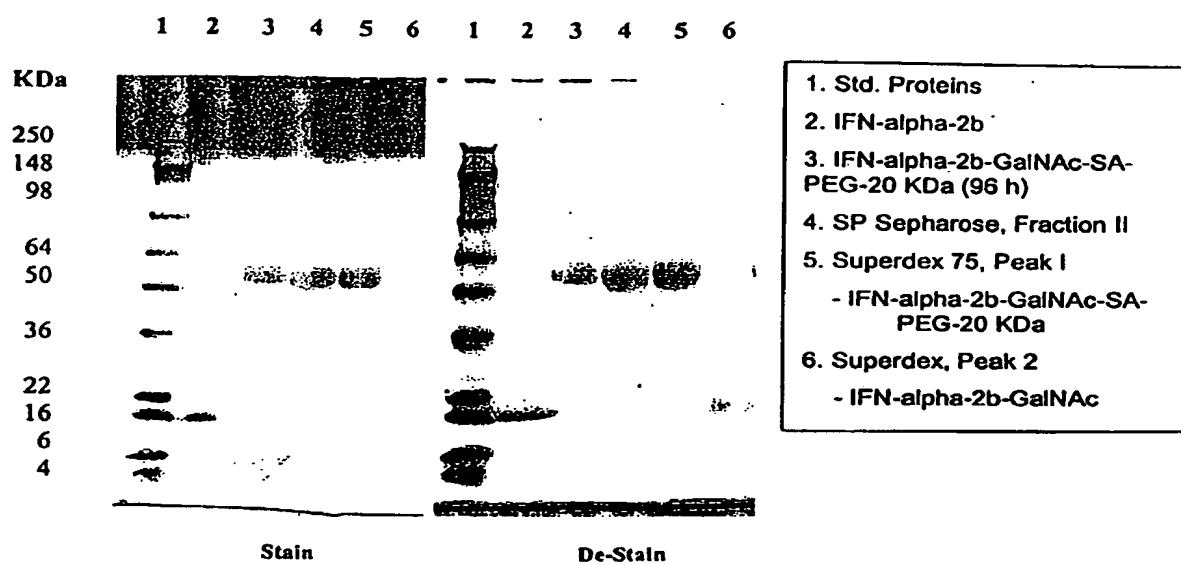 1 2 3 4 5 6 1 2 3 4 5 6
KDa
250
148
98
64
50
36
22
16
6
4
Stain De-Stain
1. Std. Proteins
2. IFN-alpha-2b
3. IFN-alpha-2b-GalNAc-SA-
PEG-20 KDa (96 h)
4. SP Sepharose, Fraction II
5. Superdex 75, Peak I
- IFN-alpha-2b-GalNAc-SA-
PEG-20 KDa
6. Superdex, Peak 2
- IFN-alpha-2b-GalNAc